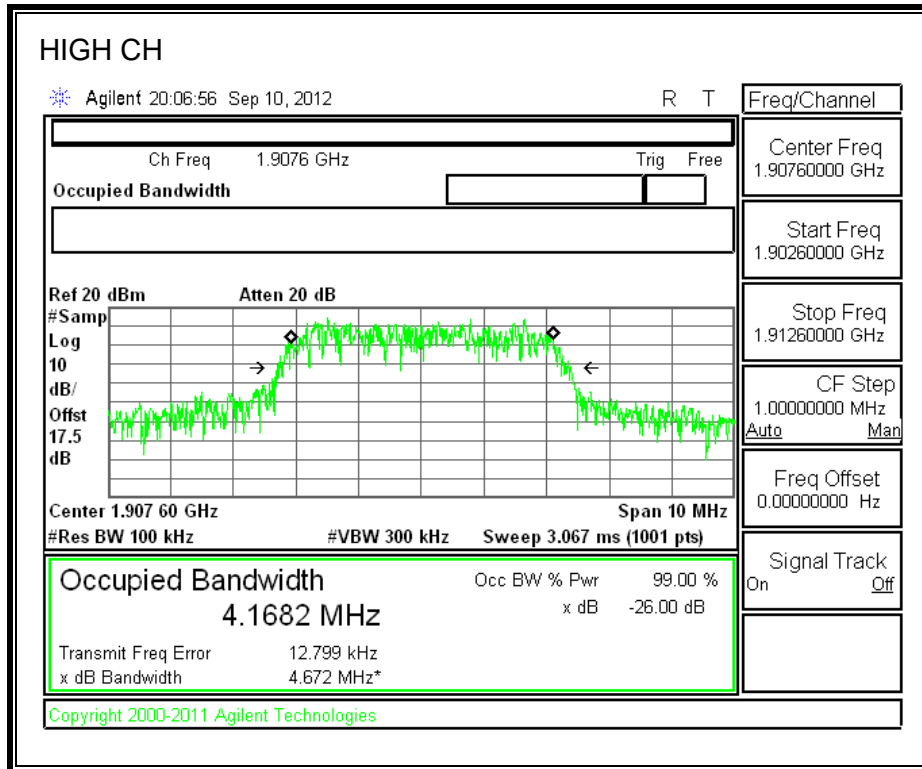 HIGH CH
Agilent 20:06:56 Sep 10, 2012 R T
Freq/Channel
Ch Freq 1.9076 GHz Trig Free
Occupied Bandwidth
Center Freq
1.90760000 GHz
Start Freq
1.90260000 GHz
Stop Freq
1.91260000 GHz
CF Step
1.00000000 MHz
Auto Man
Freq Offset
0.00000000 Hz
Signal Track
On Off
Ref 20 dBm Atten 20 dB
#Samp
Log
10
dB/
Offst
17.5
dB
Center 1.907 60 GHz Span 10 MHz
#Res BW 100 kHz #VBW 300 kHz Sweep 3.067 ms (1001 pts)
Occupied Bandwidth
4.1682 MHz
Occ BW % Pwr 99.00 %
x dB -26.00 dB
Transmit Freq Error 12.799 kHz
x dB Bandwidth 4.672 MHz*
Copyright 2000-2011 Agilent Technologies